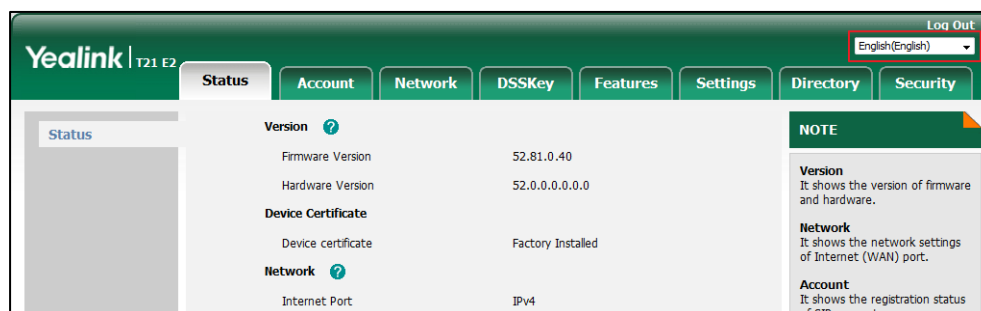 Log Out
English(English)
Yealink | T21 E2
Status Account Network DSSKey Features Settings Directory Security
Status
Version ?
Firmware Version 52.81.0.40
Hardware Version 52.0.0.0.0.0.0
Device Certificate
Device certificate Factory Installed
Network ?
Internet Port IPv4
NOTE
Version
It shows the version of firmware
and hardware.
Network
It shows the network settings
of Internet (WAN) port.
Account
It shows the registration status